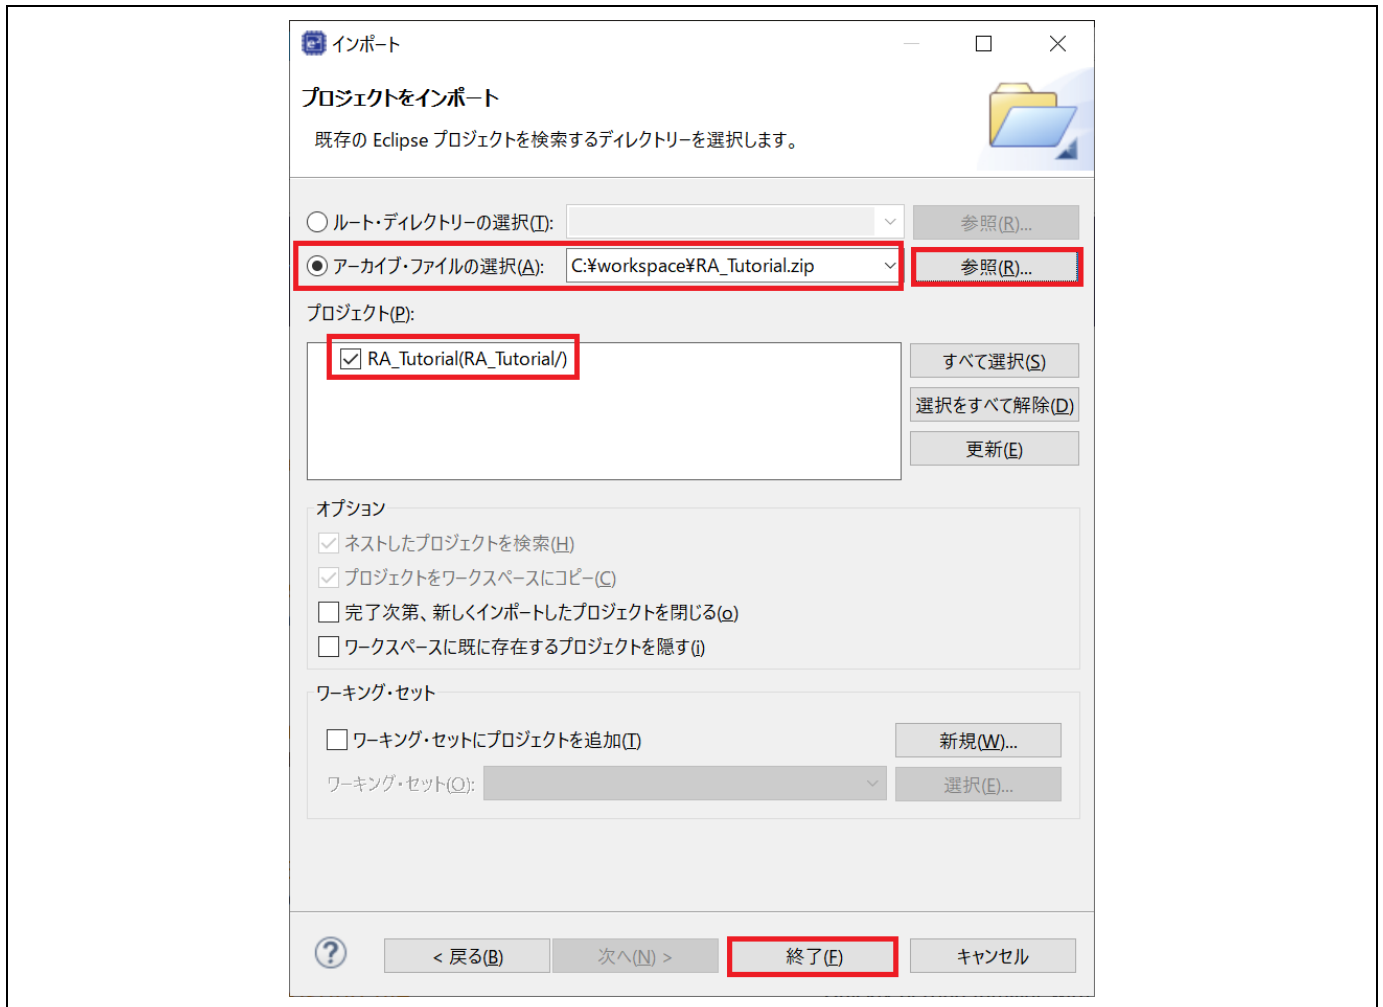 インポート
プロジェクトをインポート
既存の Eclipse プロジェクトを検索するディレクトリーを選択します。
ルート・ディレクトリーの選択(T): 参照(R)...
アーカイブ・ファイルの選択(A): C:¥workspace¥RA_Tutorial.zip 参照(R)...
プロジェクト(P):
RA_Tutorial(RA_Tutorial/)
すべて選択(S)
選択をすべて解除(D)
更新(E)
オプション
ネストしたプロジェクトを検索(H)
プロジェクトをワークスペースにコピー(C)
完了次第、新しくインポートしたプロジェクトを閉じる(o)
ワークスペースに既に存在するプロジェクトを隠す(i)
ワーキング・セット
ワーキング・セットにプロジェクトを追加(T) 新規(W)...
ワーキング・セット(O): 選択(E)...
< 戻る(B) 次へ(N) > 終了(F) キャンセル